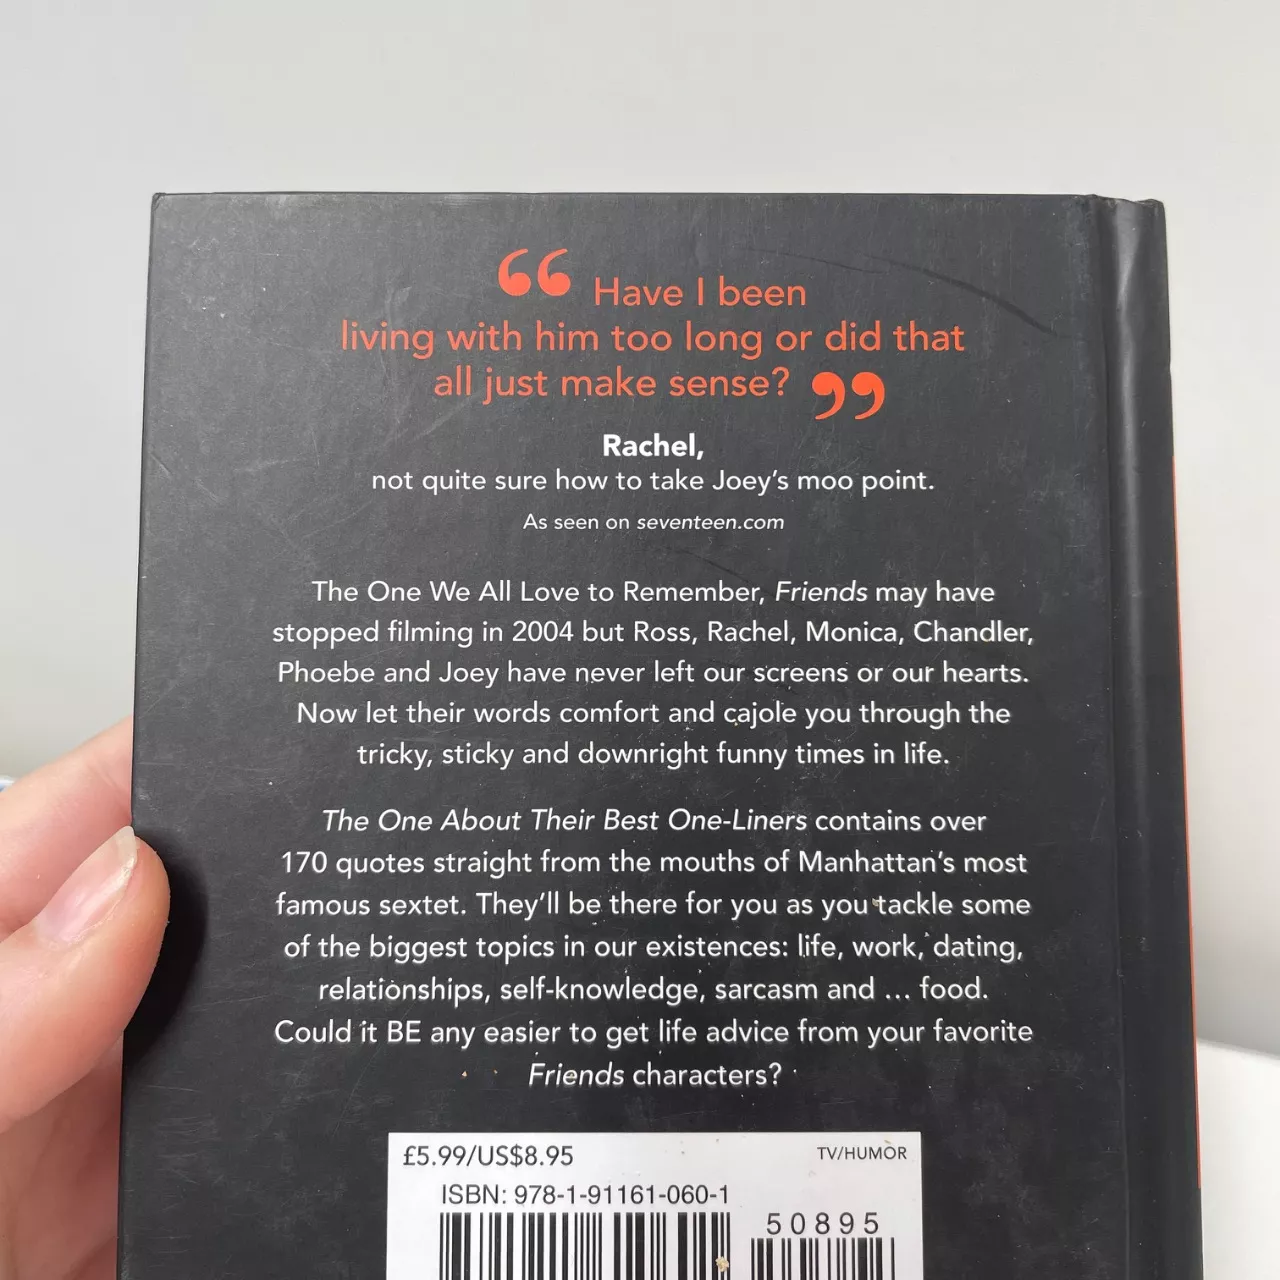 “ Have I been
living with him too long or did that
all just make sense? ”
Rachel,
not quite sure how to take Joey’s moo point.
As seen on seventeen.com
The One We All Love to Remember, Friends may have
stopped filming in 2004 but Ross, Rachel, Monica, Chandler,
Phoebe and Joey have never left our screens or our hearts.
Now let their words comfort and cajole you through the
tricky, sticky and downright funny times in life.
The One About Their Best One-Liners contains over
170 quotes straight from the mouths of Manhattan’s most
famous sextet. They’ll be there for you as you tackle some
of the biggest topics in our existences: life, work, dating,
relationships, self-knowledge, sarcasm and ... food.
Could it BE any easier to get life advice from your favorite
Friends characters?
£5.99/US$8.95 TV/HUMOR
ISBN: 978-1-91161-060-1
50895